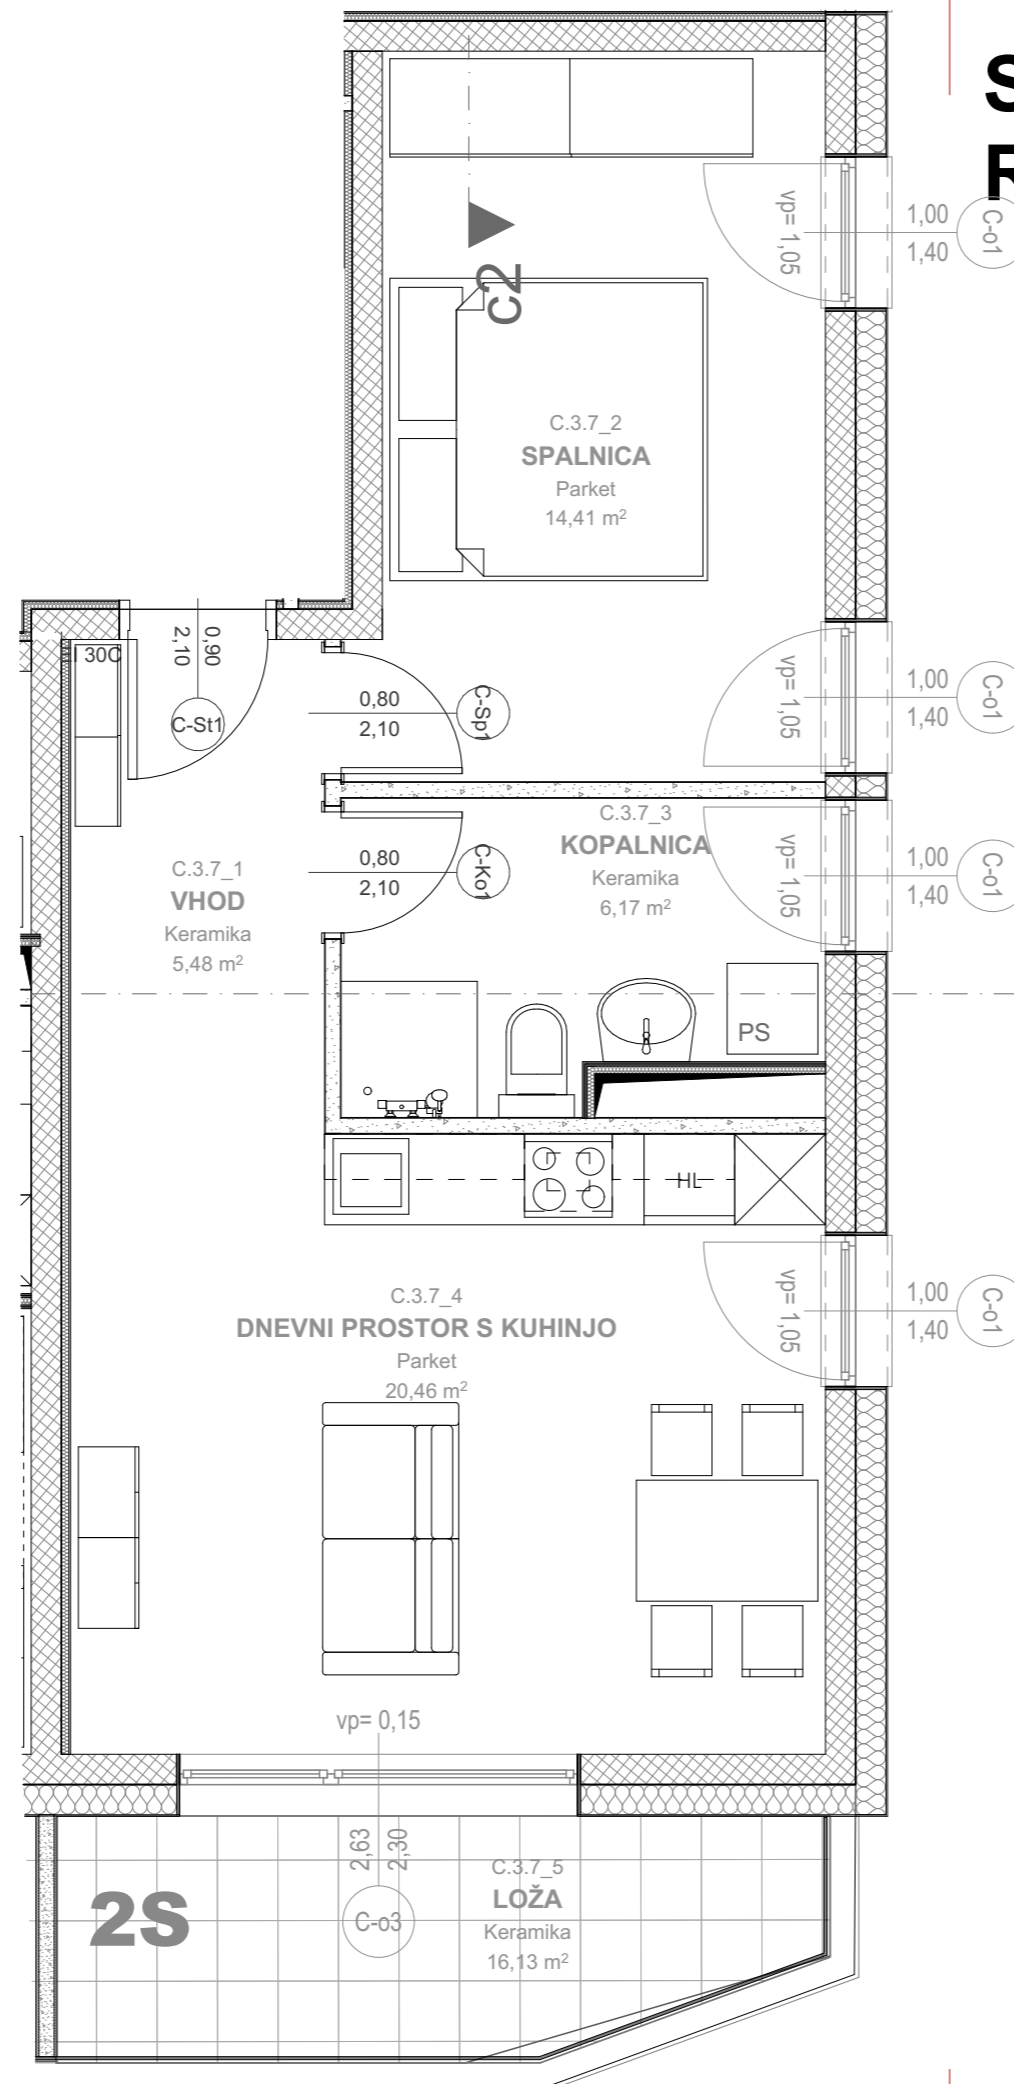 S
R
vp= 1,05
1,00
1,40
C-o1
c2
C.3.7_2
SPALNICA
Parket
14,41 m²
0,90
2,10
C-St1
I 30C
0,80
2,10
C-Sp1
vp= 1,05
1,00
1,40
C-o1
C.3.7_3
KOPALNICA
Keramika
6,17 m²
0,80
2,10
C-Ko1
vp= 1,05
1,00
1,40
C-o1
C.3.7_1
VHOD
Keramika
5,48 m²
PS
HL
C.3.7_4
DNEVNI PROSTOR S KUHINJO
Parket
20,46 m²
vp= 1,05
1,00
1,40
C-o1
vp= 0,15
2,63
2,30
C-o3
2S
C.3.7_5
LOŽA
Keramika
16,13 m²